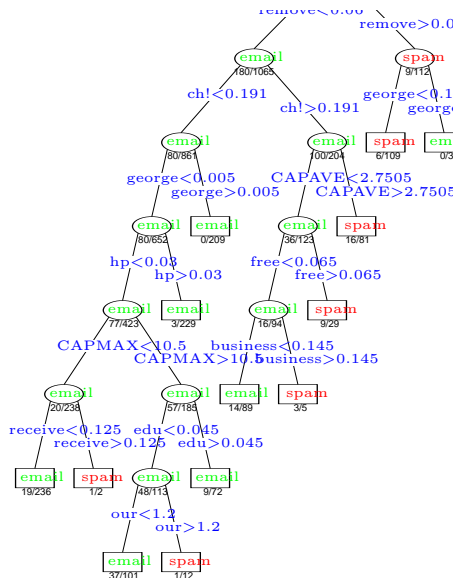 remove<0.06
remove>0.0
email
spam
180/1065
9/112
ch!<0.191
ch!>0.191
george<0.1
george
email
email
spam
em
80/861
100/204
6/109
0/3
george<0.005
george>0.005
CAPAVE<2.7505
CAPAVE>2.7505
email
email
email
spam
80/652
0/209
36/123
16/81
hp<0.03
hp>0.03
free<0.065
free>0.065
email
email
email
spam
77/423
3/229
16/94
9/29
CAPMAX<10.5
CAPMAX>10.5
business<0.145
business>0.145
email
email
email
spam
20/238
57/185
14/89
3/5
receive<0.125
receive>0.125
edu<0.045
edu>0.045
email
spam
email
email
19/236
1/2
48/113
9/72
our<1.2
our>1.2
email
spam
37/101
1/12